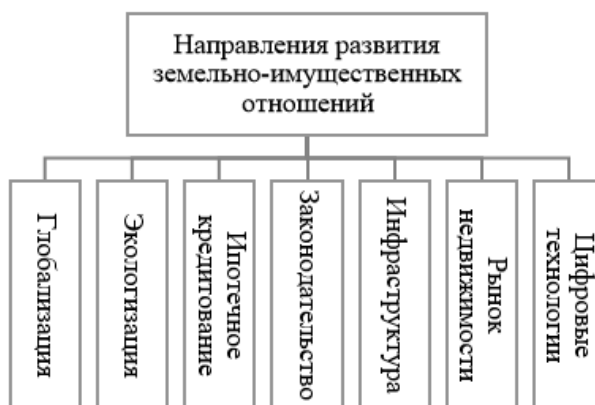 Направления развития
земельно-имущественных
отношений
Глобализация
Экологизация
Ипотечное
кредитование
Законодательство
Инфраструктура
Рынок
недвижимости
Цифровые
технологии